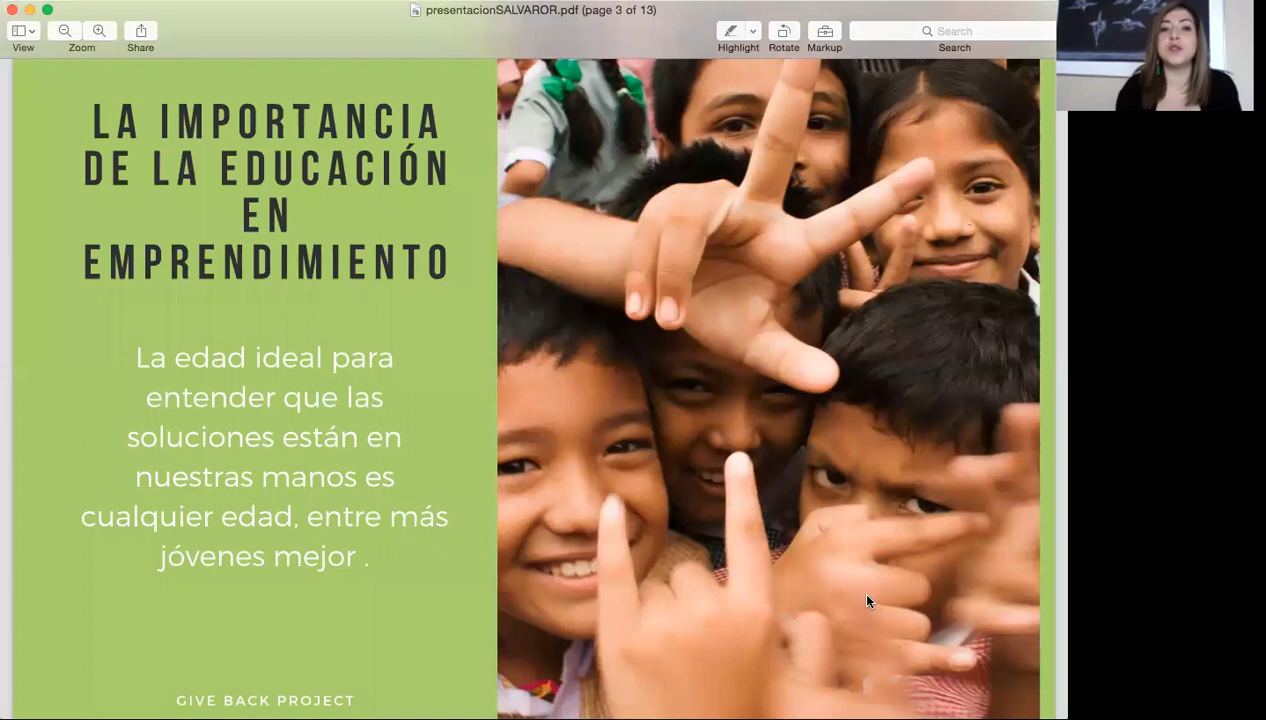 presentacionSALVAROR.pdf (page 3 of 13)
View
Zoom
Share
Highlight
Rotate
Markup
Search
Search
LA IMPORTANCIA
DE LA EDUCACIÓN
EN
EMPRENDIMIENTO
La edad ideal para
entender que las
soluciones están en
nuestras manos es
cualquier edad, entre más
jóvenes mejor .
GIVE BACK PROJECT